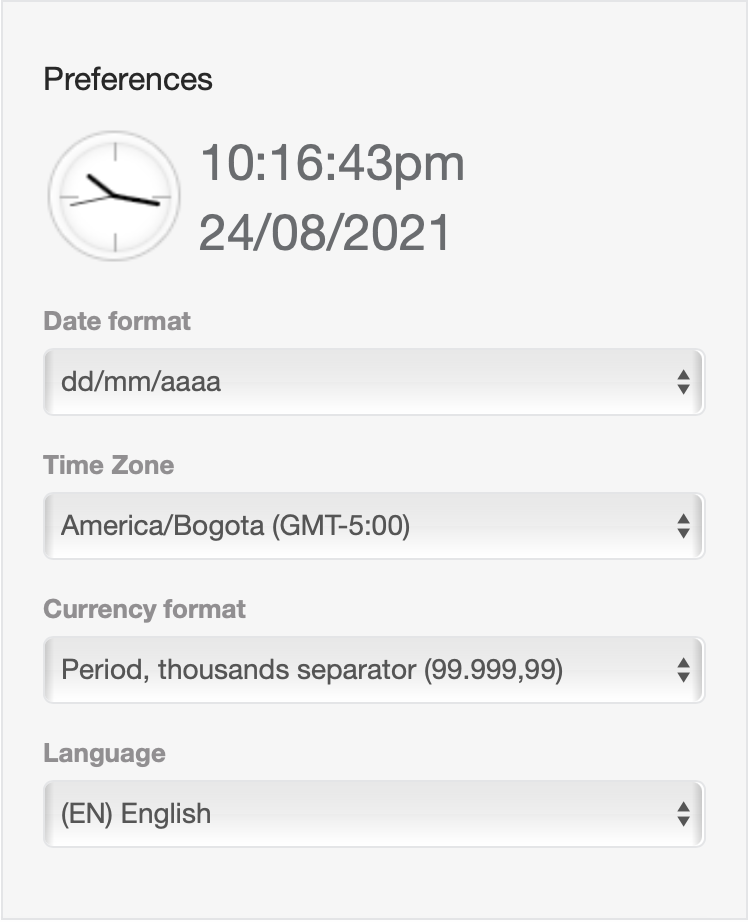 Preferences
10:16:43pm
24/08/2021
Date format
dd/mm/aaaa
Time Zone
America/Bogota (GMT-5:00)
Currency format
Period, thousands separator (99.999,99)
Language
(EN) English